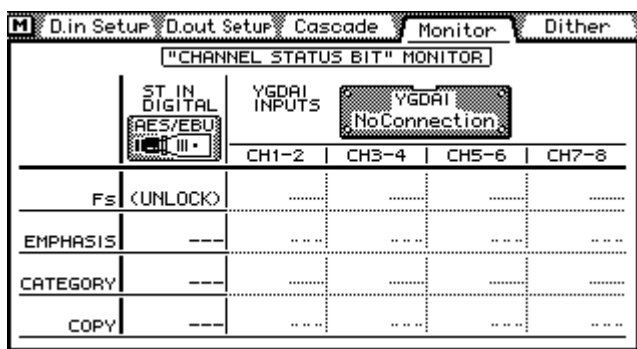 M D.in Setup D.out Setup Cascade Monitor Dither
"CHANNEL STATUS BIT" MONITOR
ST IN DIGITAL
AES/EBU
YGDAI INPUTS
YGDAI NoConnection
CH1-2 | CH3-4 | CH5-6 | CH7-8
Fs (UNLOCK) -------- -------- -------- --------
EMPHASIS --- --- --- --- ---
CATEGORY --- -------- -------- -------- --------
COPY --- --- --- --- ---